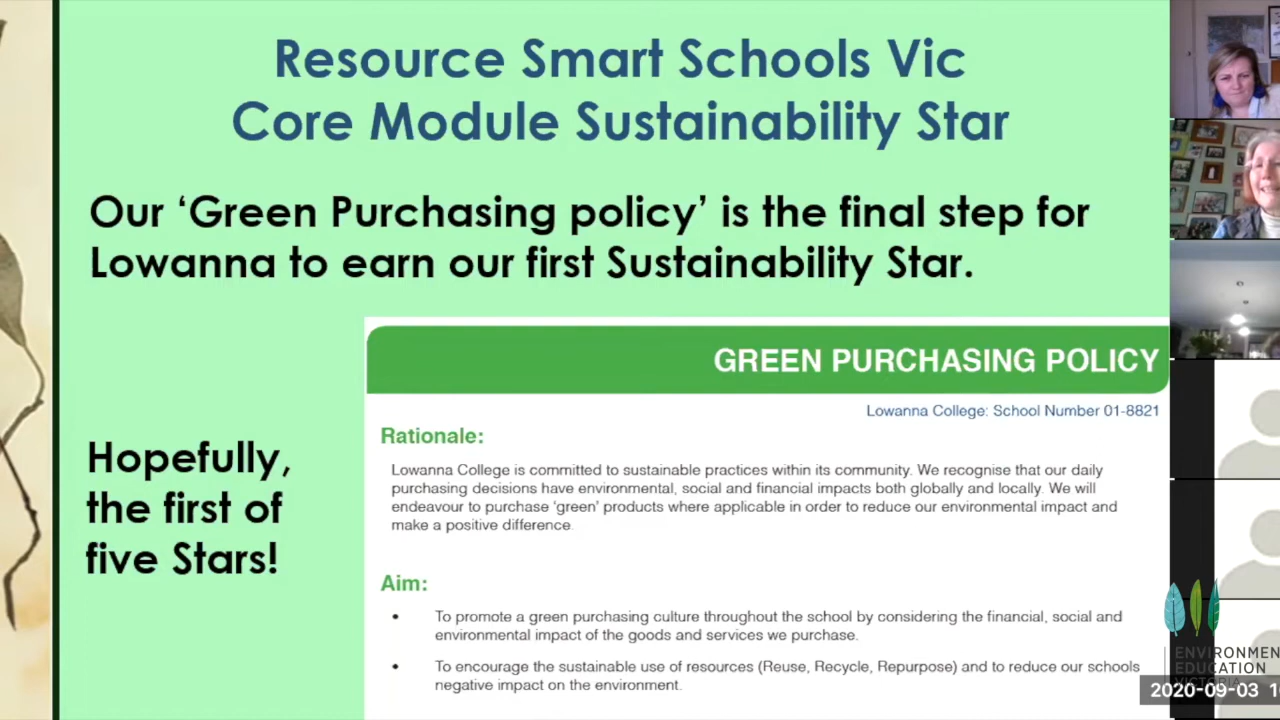 Resource Smart Schools Vic
Core Module Sustainability Star
Our ‘Green Purchasing policy’ is the final step for
Lowanna to earn our first Sustainability Star.
Hopefully,
the first of
five Stars!
GREEN PURCHASING POLICY
Lowanna College: School Number 01-8821
Rationale:
Lowanna College is committed to sustainable practices within its community. We recognise that our daily
purchasing decisions have environmental, social and financial impacts both globally and locally. We will
endeavour to purchase ‘green’ products where applicable in order to reduce our environmental impact and
make a positive difference.
Aim:
• To promote a green purchasing culture throughout the school by considering the financial, social and
environmental impact of the goods and services we purchase.
• To encourage the sustainable use of resources (Reuse, Recycle, Repurpose) and to reduce our schools
negative impact on the environment.
EDUCATION
VICTORIA
2020-09-03